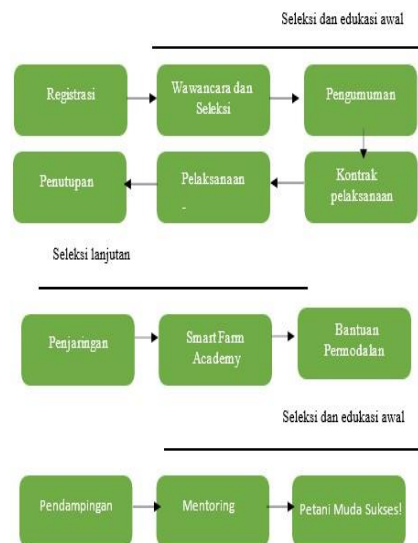 Seleksi dan edukasi awal
Registrasi
Wawancara dan
Seleksi
Pengumuman
Penutupan
Pelaksanaan
-
Kontrak
pelaksanaan
Seleksi lanjutan
Penjaringan
Smart Farm
Academy
Bantuan
Permodalan
Seleksi dan edukasi awal
Pendampingan
Mentoring
Petani Muda Sukses!